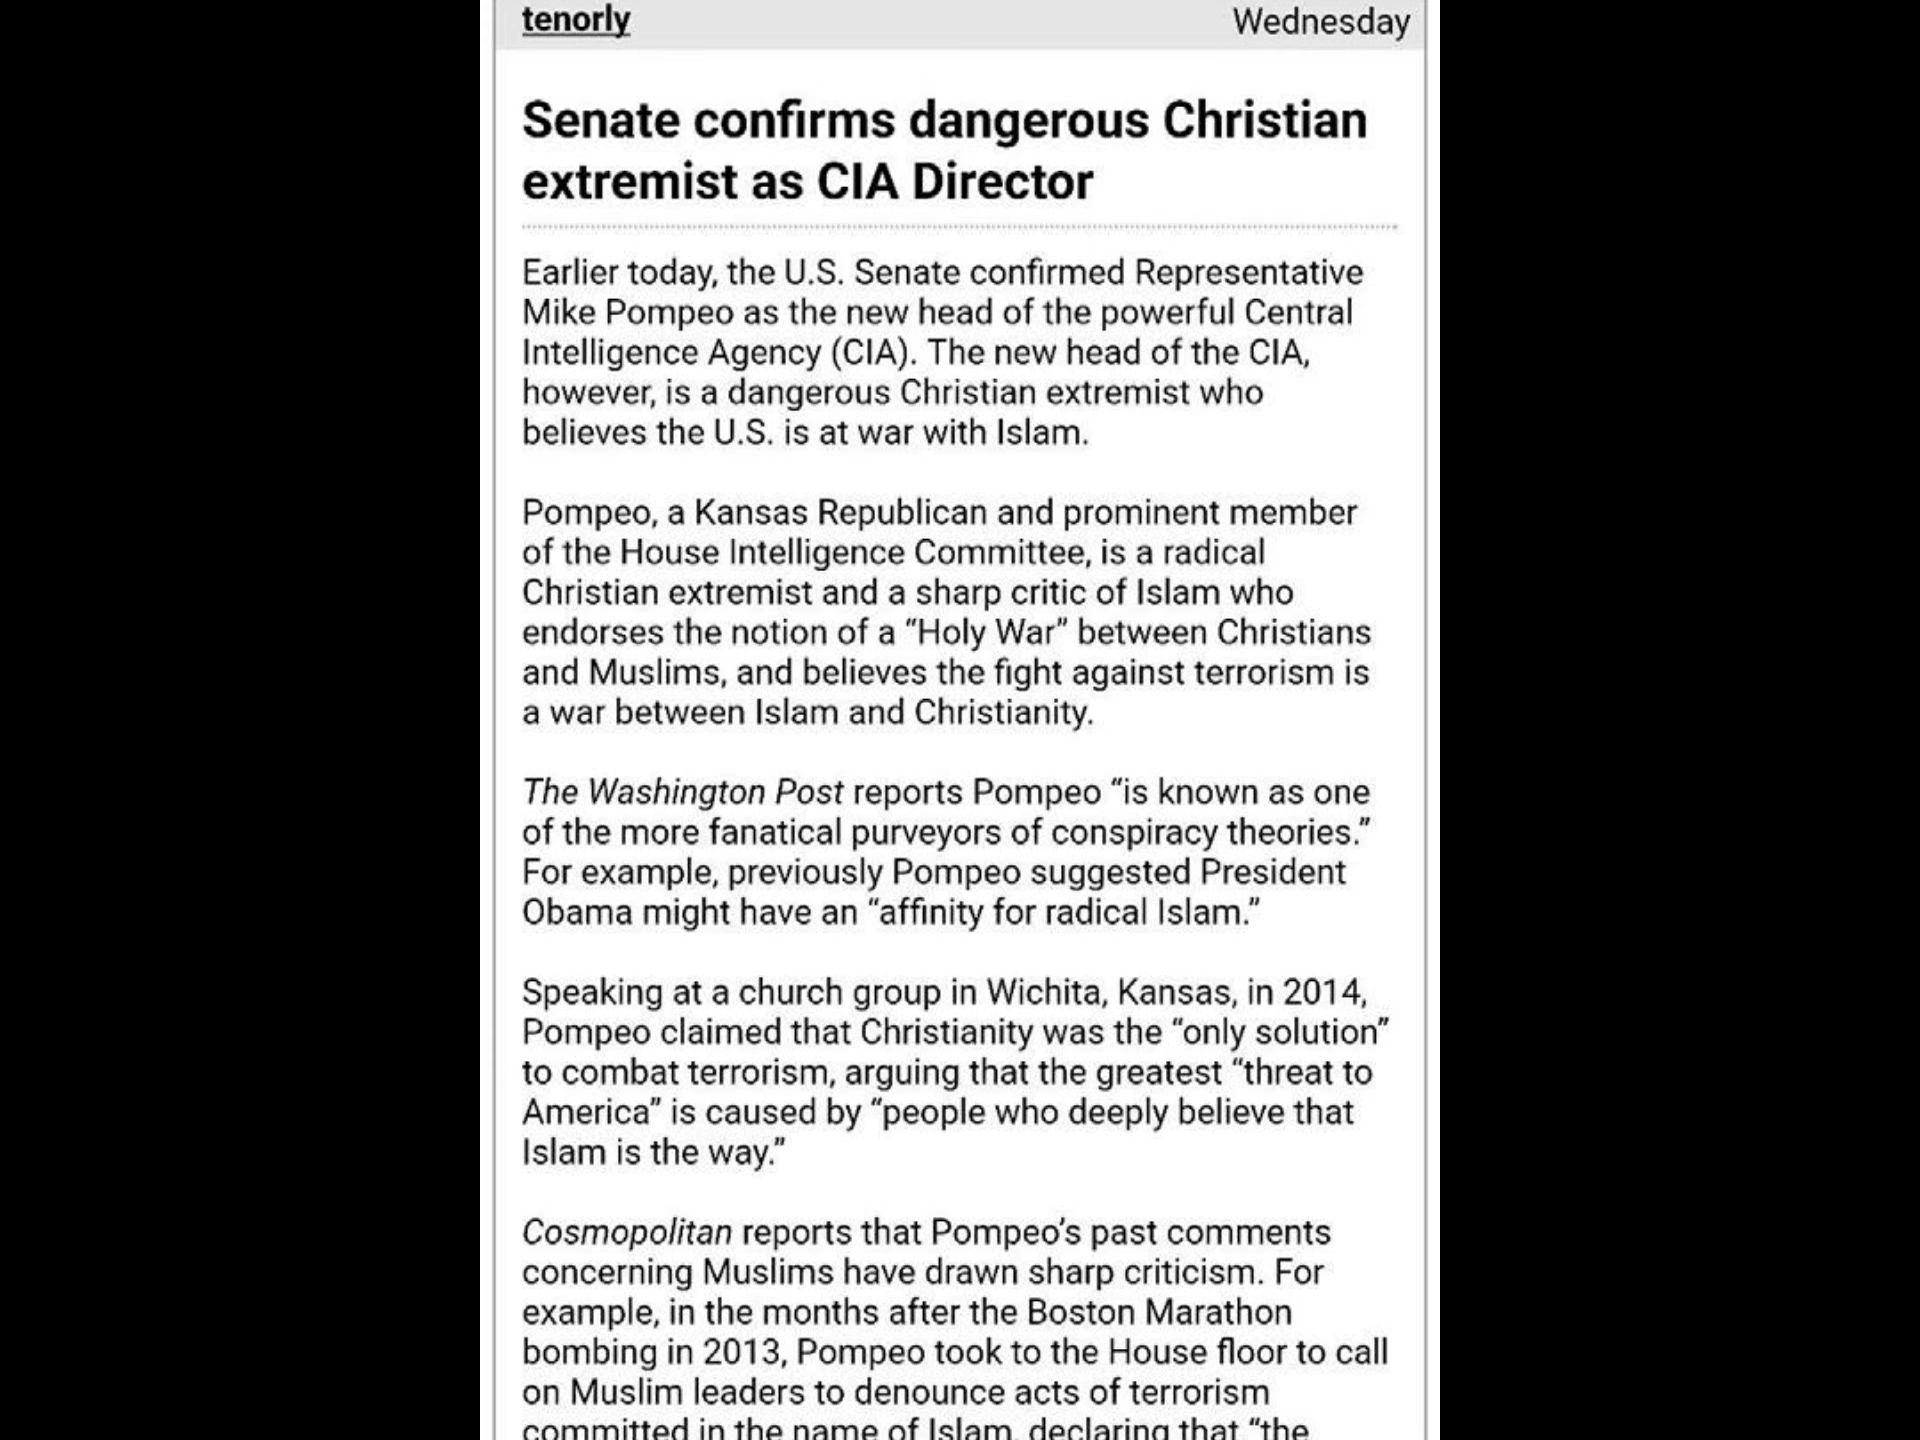 tenorly Wednesday
Senate confirms dangerous Christian
extremist as CIA Director
Earlier today, the U.S. Senate confirmed Representative
Mike Pompeo as the new head of the powerful Central
Intelligence Agency (CIA). The new head of the CIA,
however, is a dangerous Christian extremist who
believes the U.S. is at war with Islam.
Pompeo, a Kansas Republican and prominent member
of the House Intelligence Committee, is a radical
Christian extremist and a sharp critic of Islam who
endorses the notion of a “Holy War” between Christians
and Muslims, and believes the fight against terrorism is
a war between Islam and Christianity.
The Washington Post reports Pompeo “is known as one
of the more fanatical purveyors of conspiracy theories.”
For example, previously Pompeo suggested President
Obama might have an “affinity for radical Islam.”
Speaking at a church group in Wichita, Kansas, in 2014,
Pompeo claimed that Christianity was the “only solution”
to combat terrorism, arguing that the greatest “threat to
America” is caused by “people who deeply believe that
Islam is the way.”
Cosmopolitan reports that Pompeo’s past comments
concerning Muslims have drawn sharp criticism. For
example, in the months after the Boston Marathon
bombing in 2013, Pompeo took to the House floor to call
on Muslim leaders to denounce acts of terrorism
committed in the name of Islam, declaring that “the